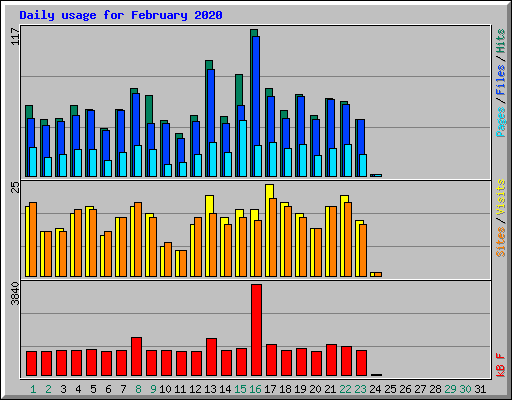 Daily usage for February 2020
117
Pages / Files / Hits
25
Sites / Visits
3840
kB F
1 2 3 4 5 6 7 8 9 10 11 12 13 14 15 16 17 18 19 20 21 22 23 24 25 26 27 28 29 30 31